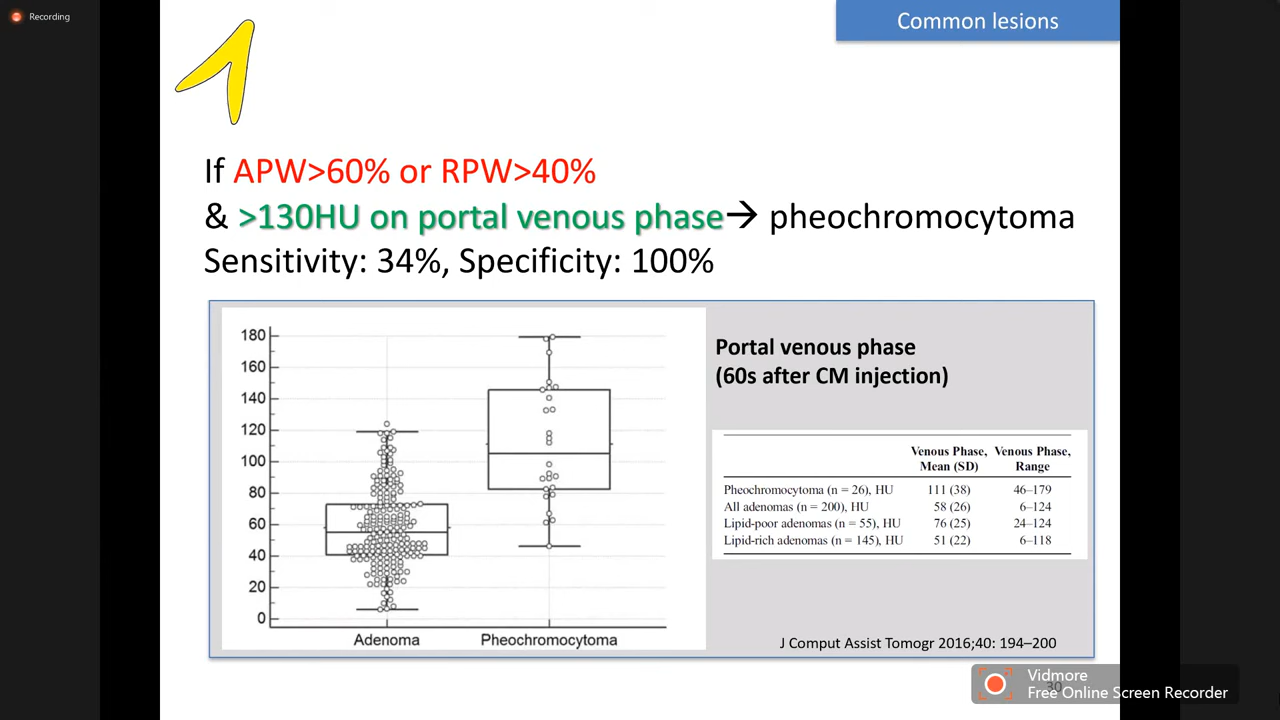 Recording
Common lesions
If APW>60% or RPW>40%
& >130HU on portal venous phase→ pheochromocytoma
Sensitivity: 34%, Specificity: 100%
180
160
140
120
100
80
60
40
20
0
Adenoma Pheochromocytoma
Portal venous phase
(60s after CM injection)
Venous Phase, Venous Phase,
Mean (SD) Range
Pheochromocytoma (n = 26), HU 111 (38) 46–179
All adenomas (n = 200), HU 58 (26) 6–124
Lipid-poor adenomas (n = 55), HU 76 (25) 24–124
Lipid-rich adenomas (n = 145), HU 51 (22) 6–118
J Comput Assist Tomogr 2016;40: 194–200
30
Vidmore
Free Online Screen Recorder